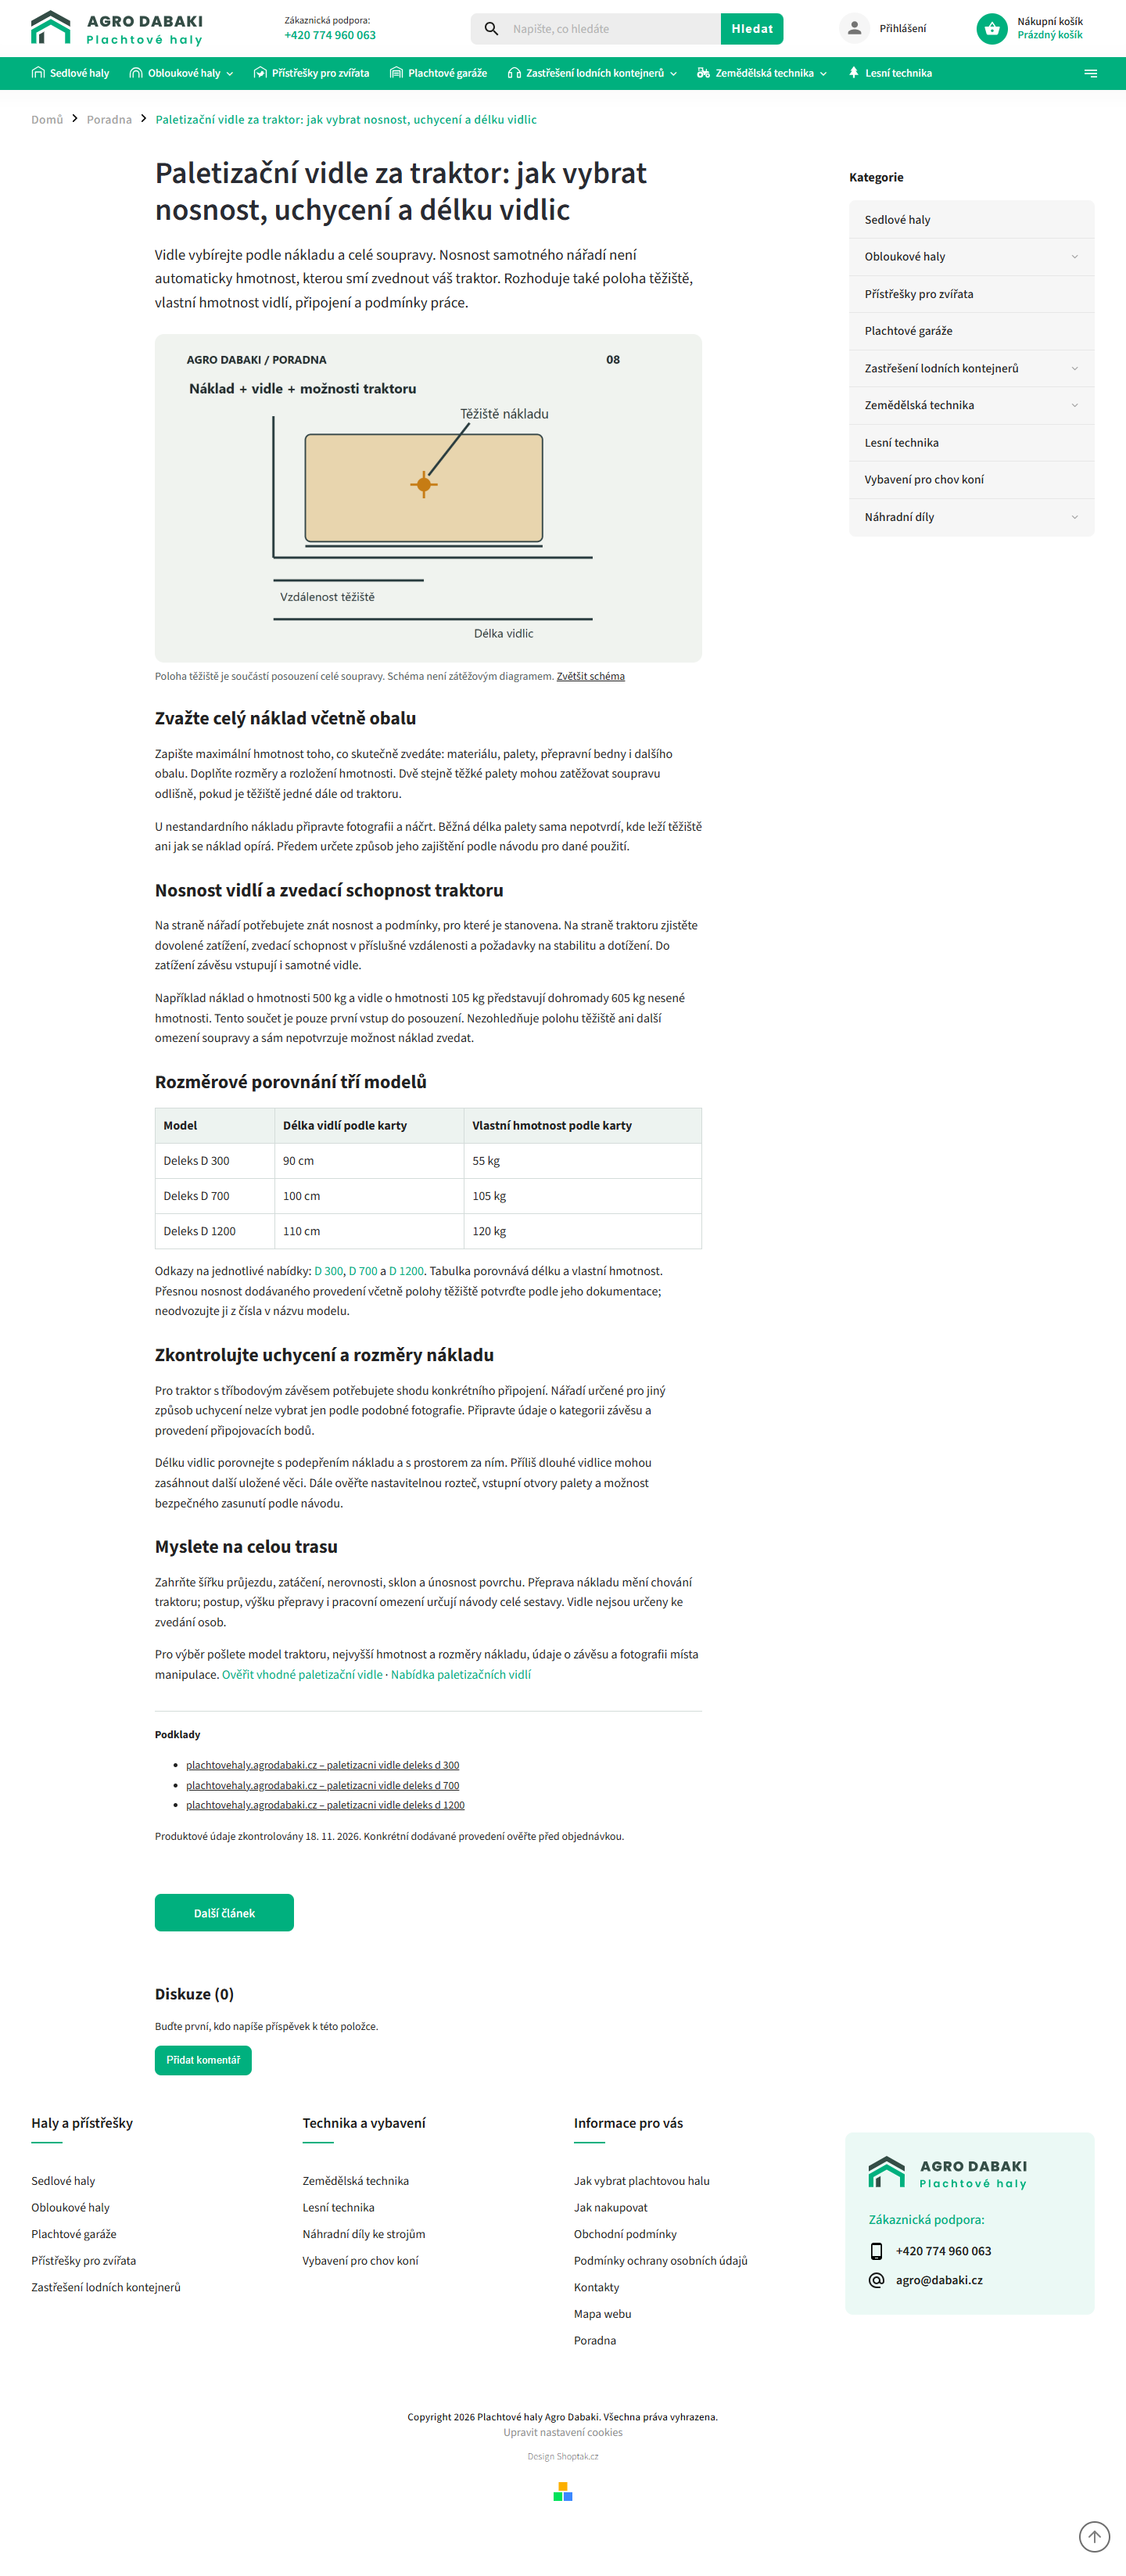 AGRO DABAKI
Plachtové haly
Zákaznická podpora:
+420 774 960 063
Napište, co hledáte
Hledat
Přihlášení
Nákupní košík
Prázdný košík
Sedlové haly
Obloukové haly
Přístřešky pro zvířata
Plachtové garáže
Zastřešení lodních kontejnerů
Zemědělská technika
Lesní technika
Domů
Poradna
Paletizační vidle za traktor: jak vybrat nosnost, uchycení a délku vidlic
Paletizační vidle za traktor: jak vybrat
nosnost, uchycení a délku vidlic
Vidle vybírejte podle nákladu a celé soupravy. Nosnost samotného nářadí není
automaticky hmotnost, kterou smí zvednout váš traktor. Rozhoduje také poloha těžiště,
vlastní hmotnost vidlí, připojení a podmínky práce.
AGRO DABAKI / PORADNA
08
Náklad + vidle + možnosti traktoru
Těžiště nákladu
Vzdálenost těžiště
Délka vidlic
Poloha těžiště je součástí posouzení celé soupravy. Schéma není zátěžovým diagramem. Zvětšit schéma
Zvažte celý náklad včetně obalu
Zapište maximální hmotnost toho, co skutečně zvedáte: materiálu, palety, přepravní bedny i dalšího
obalu. Doplňte rozměry a rozložení hmotnosti. Dvě stejně těžké palety mohou zatěžovat soupravu
odlišně, pokud je těžiště jedné dále od traktoru.
U nestandardního nákladu připravte fotografii a náčrt. Běžná délka palety sama nepotvrdí, kde leží těžiště
ani jak se náklad opírá. Předem určete způsob jeho zajištění podle návodu pro dané použití.
Nosnost vidlí a zvedací schopnost traktoru
Na straně nářadí potřebujete znát nosnost a podmínky, pro které je stanovena. Na straně traktoru zjistěte
dovolené zatížení, zvedací schopnost v příslušné vzdálenosti a požadavky na stabilitu a dotížení. Do
zatížení závěsu vstupují i samotné vidle.
Například náklad o hmotnosti 500 kg a vidle o hmotnosti 105 kg představují dohromady 605 kg nesené
hmotnosti. Tento součet je pouze první vstup do posouzení. Nezohledňuje polohu těžiště ani další
omezení soupravy a sám nepotvrzuje možnost náklad zvedat.
Rozměrové porovnání tří modelů
Model
Délka vidlí podle karty
Vlastní hmotnost podle karty
Deleks D 300
90 cm
55 kg
Deleks D 700
100 cm
105 kg
Deleks D 1200
110 cm
120 kg
Odkazy na jednotlivé nabídky: D 300, D 700 a D 1200. Tabulka porovnává délku a vlastní hmotnost.
Přesnou nosnost dodávaného provedení včetně polohy těžiště potvrďte podle jeho dokumentace;
neodvozujte ji z čísla v názvu modelu.
Zkontrolujte uchycení a rozměry nákladu
Pro traktor s tříbodovým závěsem potřebujete shodu konkrétního připojení. Nářadí určené pro jiný
způsob uchycení nelze vybrat jen podle podobné fotografie. Připravte údaje o kategorii závěsu a
provedení připojovacích bodů.
Délku vidlic porovnejte s podepřením nákladu a s prostorem za ním. Příliš dlouhé vidlice mohou
zasáhnout další uložené věci. Dále ověřte nastavitelnou rozteč, vstupní otvory palety a možnost
bezpečného zasunutí podle návodu.
Myslete na celou trasu
Zahrňte šířku průjezdu, zatáčení, nerovnosti, sklon a únosnost povrchu. Přeprava nákladu mění chování
traktoru; postup, výšku přepravy i pracovní omezení určují návody celé sestavy. Vidle nejsou určeny ke
zvedání osob.
Pro výběr pošlete model traktoru, nejvyšší hmotnost a rozměry nákladu, údaje o závěsu a fotografii místa
manipulace. Ověřit vhodné paletizační vidle · Nabídka paletizačních vidlí
Podklady
plachtovehaly.agrodabaki.cz – paletizacni vidle deleks d 300
plachtovehaly.agrodabaki.cz – paletizacni vidle deleks d 700
plachtovehaly.agrodabaki.cz – paletizacni vidle deleks d 1200
Produktové údaje zkontrolovány 18. 11. 2026. Konkrétní dodávané provedení ověřte před objednávkou.
Další článek
Diskuze (0)
Buďte první, kdo napíše příspěvek k této položce.
Přidat komentář
Kategorie
Sedlové haly
Obloukové haly
Přístřešky pro zvířata
Plachtové garáže
Zastřešení lodních kontejnerů
Zemědělská technika
Lesní technika
Vybavení pro chov koní
Náhradní díly
Haly a přístřešky
Sedlové haly
Obloukové haly
Plachtové garáže
Přístřešky pro zvířata
Zastřešení lodních kontejnerů
Technika a vybavení
Zemědělská technika
Lesní technika
Náhradní díly ke strojům
Vybavení pro chov koní
Informace pro vás
Jak vybrat plachtovou halu
Jak nakupovat
Obchodní podmínky
Podmínky ochrany osobních údajů
Kontakty
Mapa webu
Poradna
AGRO DABAKI
Plachtové haly
Zákaznická podpora:
+420 774 960 063
agro@dabaki.cz
Copyright 2026 Plachtové haly Agro Dabaki. Všechna práva vyhrazena.
Upravit nastavení cookies
Design Shoptak.cz